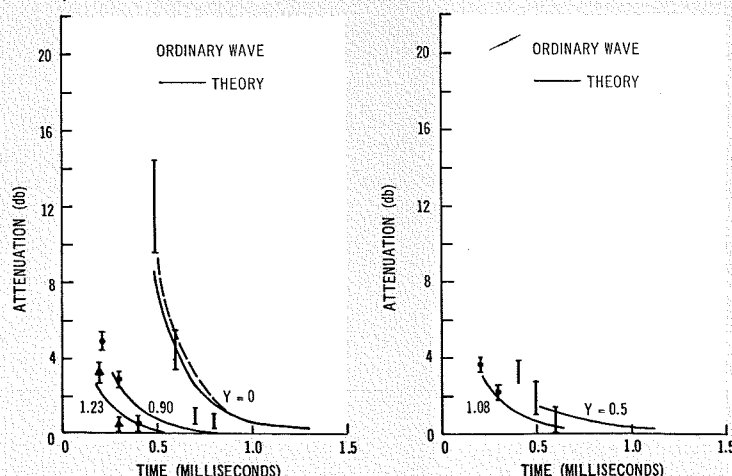 ORDINARY WAVE
THEORY
ATTENUATION (db)
20
16
12
8
4
0
1.23
0.90
Y = 0
0
0.5
1.0
1.5
TIME (MILLISECONDS)
ORDINARY WAVE
THEORY
ATTENUATION (db)
20
16
12
8
4
0
1.08
Y = 0.5
0
0.5
1.0
1.5
TIME (MILLISECONDS)